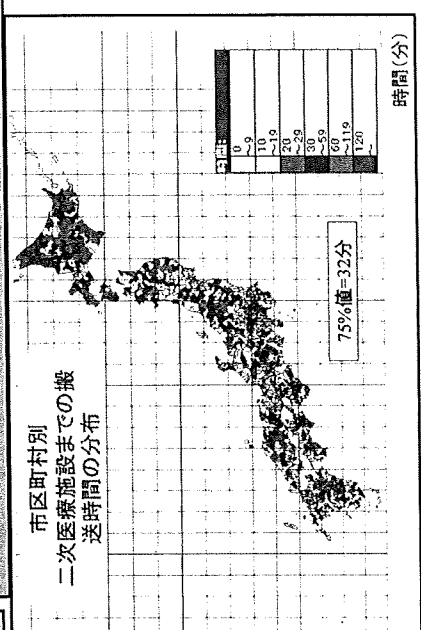 市区町村別
二次医療施設までの搬
送時間の分布
0
~9
10
~19
20
~29
30
~59
60
~119
120
~
75%値=32分
時間(分)